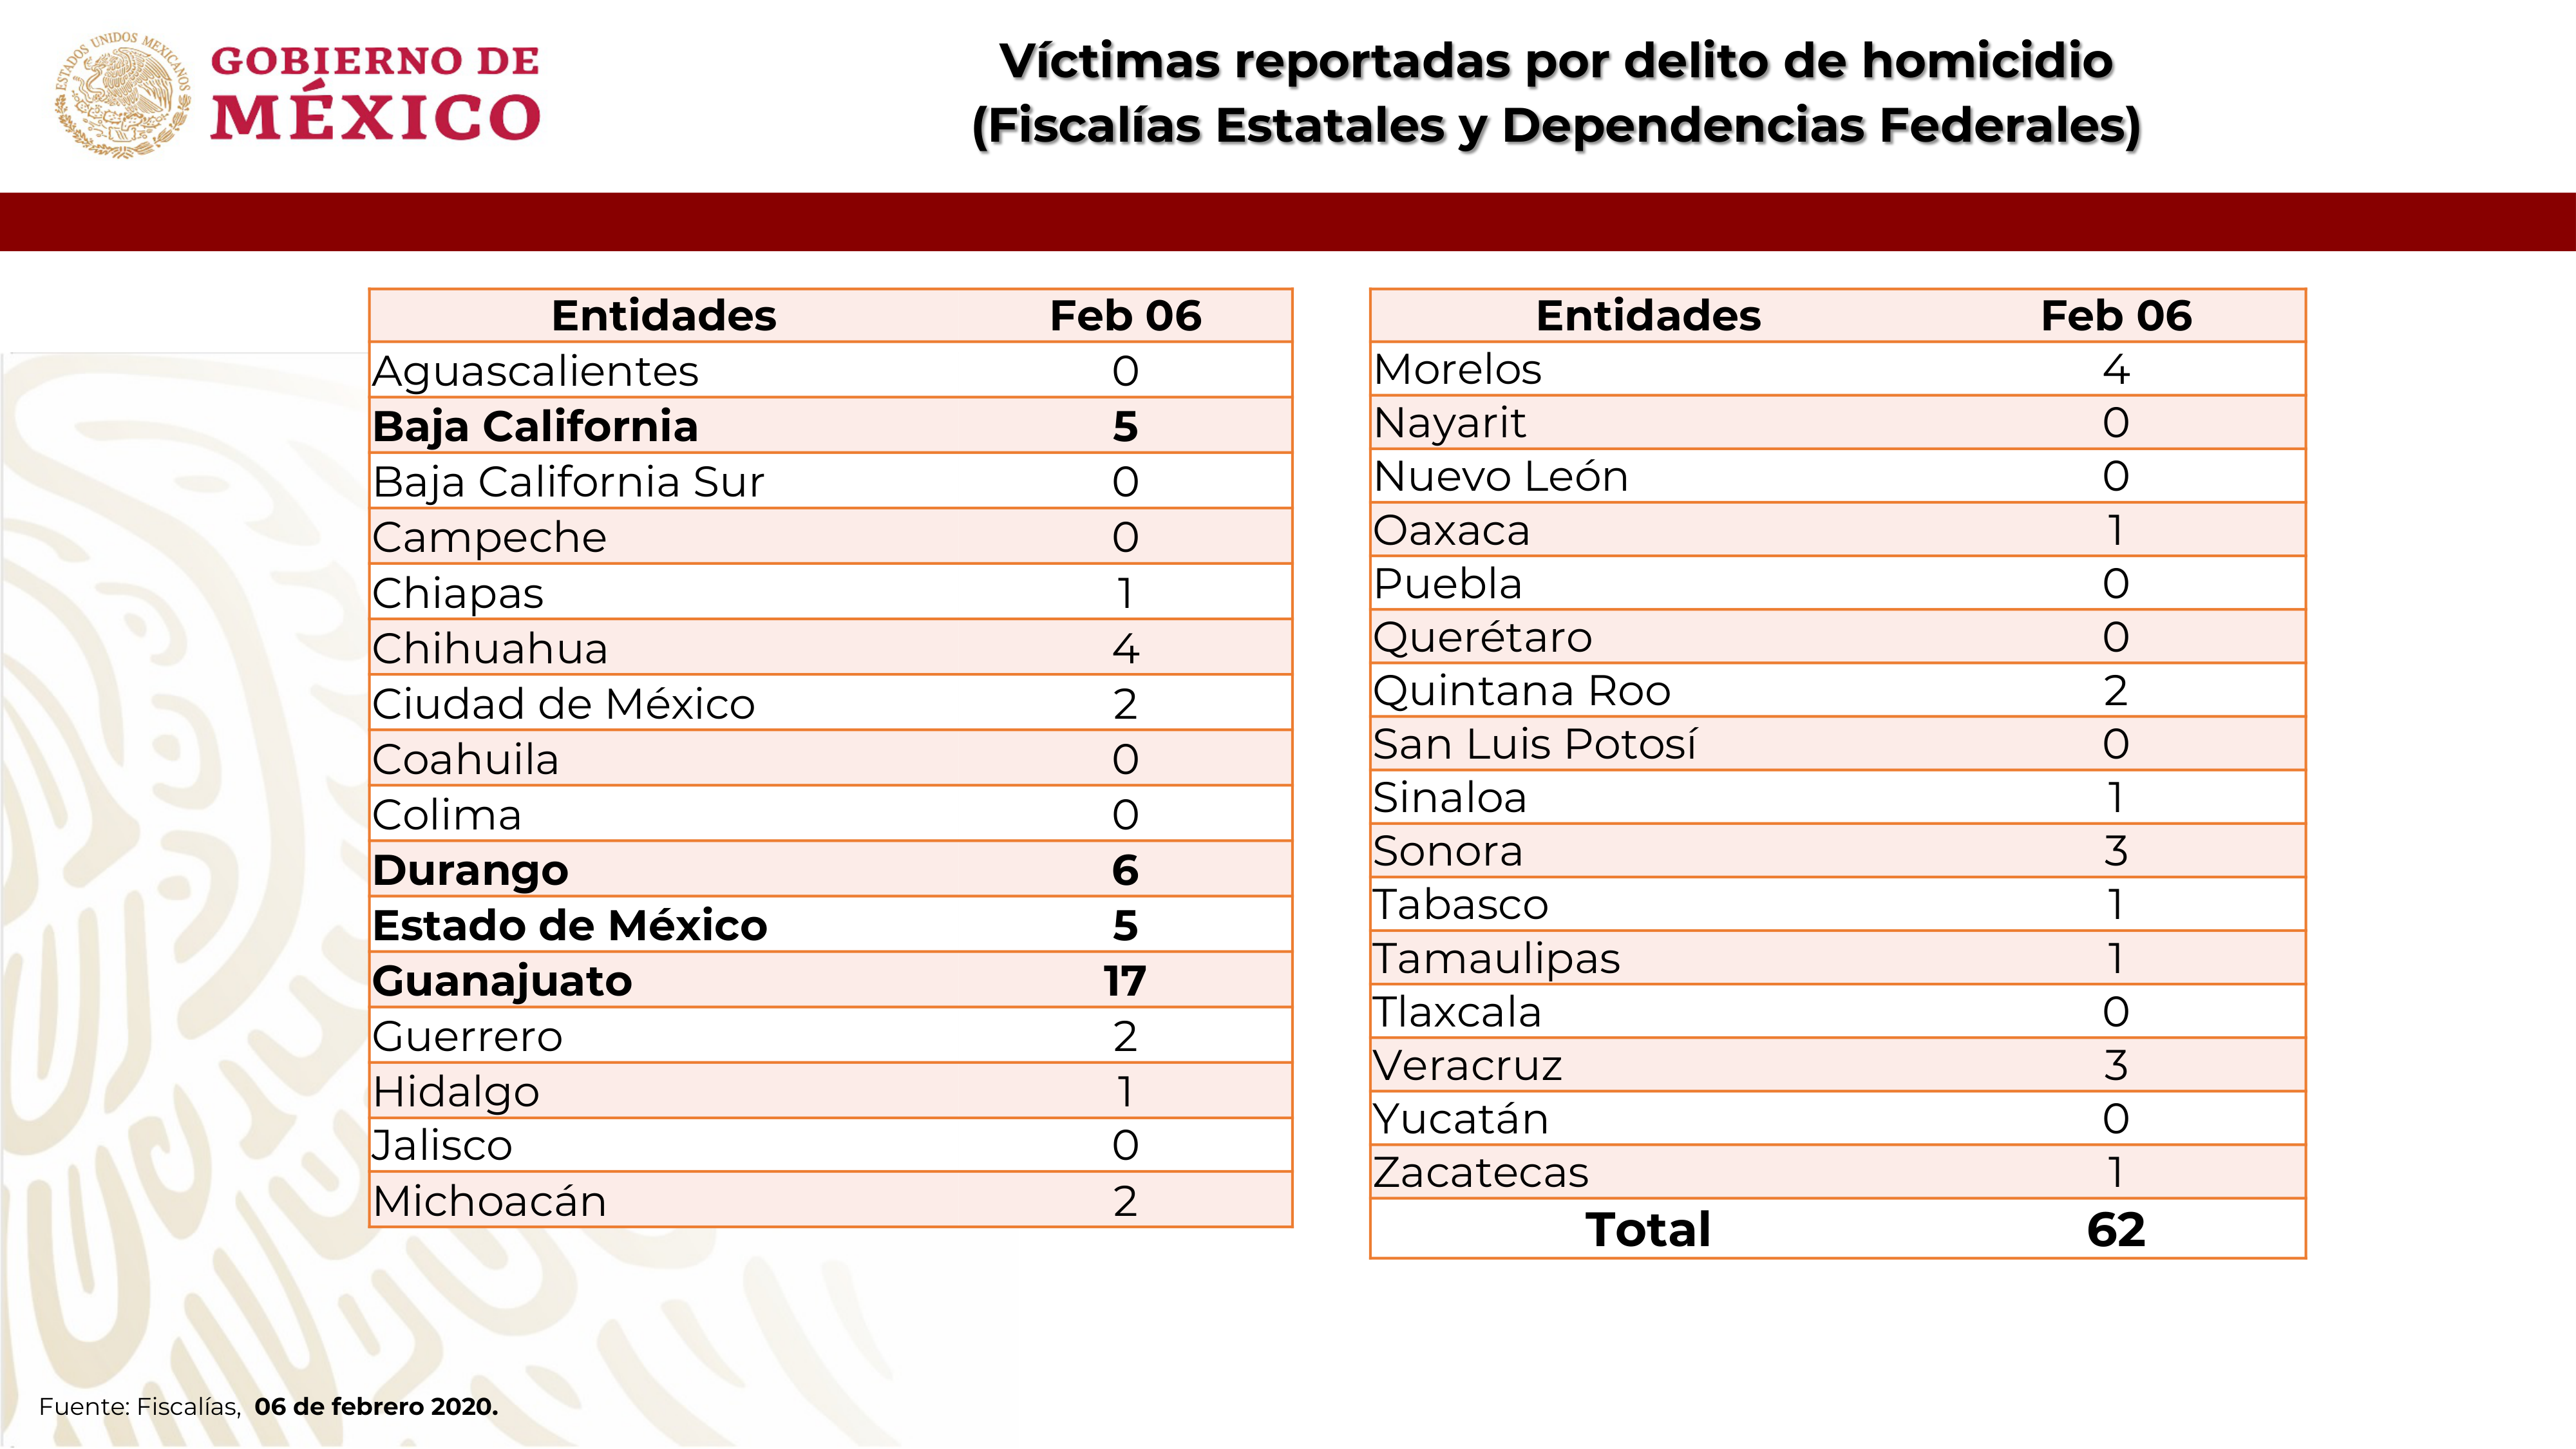 ESTADOS UNIDOS MEXICANOS
GOBIERNO DE
MÉXICO
Víctimas reportadas por delito de homicidio
(Fiscalías Estatales y Dependencias Federales)
Entidades Feb 06
Aguascalientes 0
Baja California 5
Baja California Sur 0
Campeche 0
Chiapas 1
Chihuahua 4
Ciudad de México 2
Coahuila 0
Colima 0
Durango 6
Estado de México 5
Guanajuato 17
Guerrero 2
Hidalgo 1
Jalisco 0
Michoacán 2
Entidades Feb 06
Morelos 4
Nayarit 0
Nuevo León 0
Oaxaca 1
Puebla 0
Querétaro 0
Quintana Roo 2
San Luis Potosí 0
Sinaloa 1
Sonora 3
Tabasco 1
Tamaulipas 1
Tlaxcala 0
Veracruz 3
Yucatán 0
Zacatecas 1
Total 62
Fuente: Fiscalías, 06 de febrero 2020.